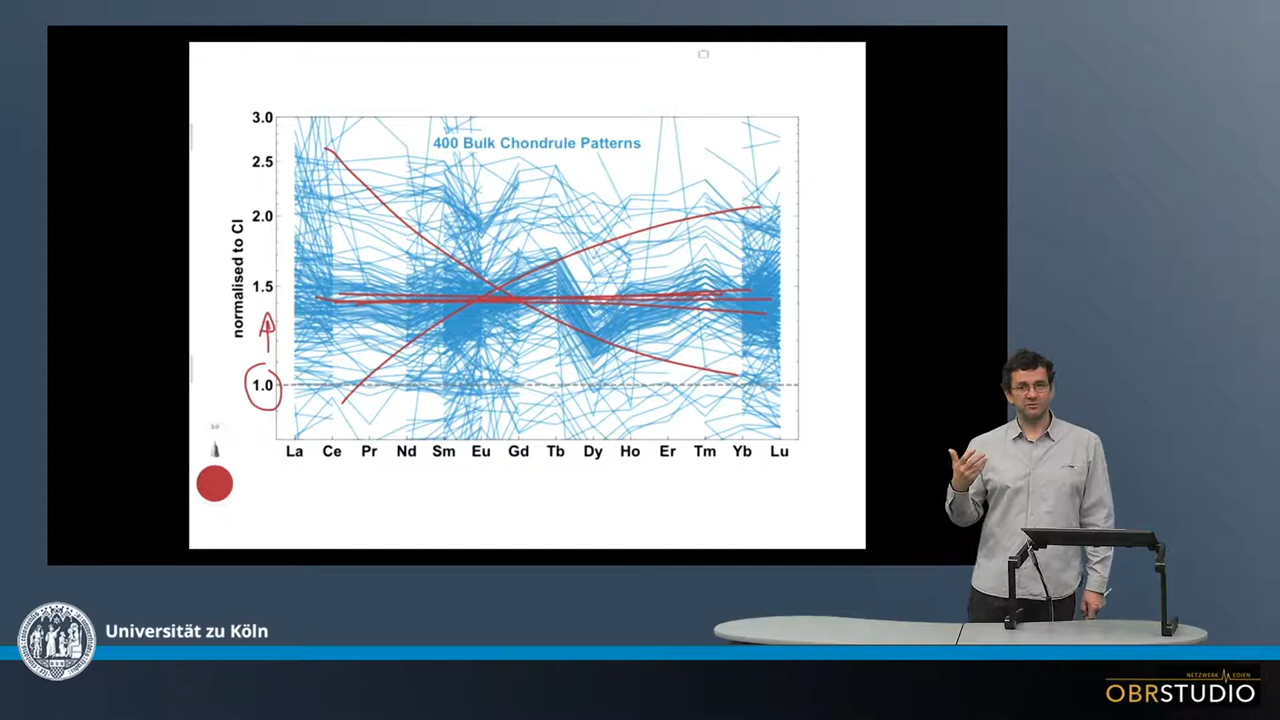 400 Bulk Chondrule Patterns
normalised to CI
3.0
2.5
2.0
1.5
1.0
La Ce Pr Nd Sm Eu Gd Tb Dy Ho Er Tm Yb Lu
Universität zu Köln
NETZWERK MEDIEN
OBRSTUDIO